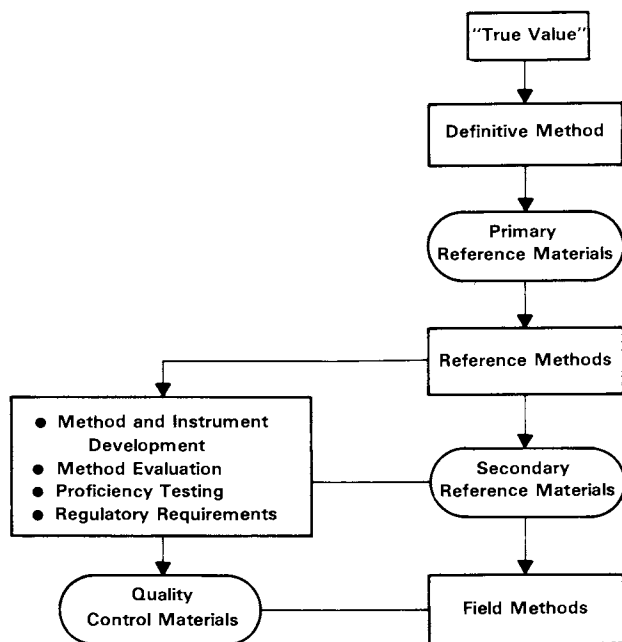 "True Value"
Definitive Method
Primary
Reference Materials
Reference Methods
● Method and Instrument
Development
● Method Evaluation
● Proficiency Testing
● Regulatory Requirements
Secondary
Reference Materials
Quality
Control Materials
Field Methods